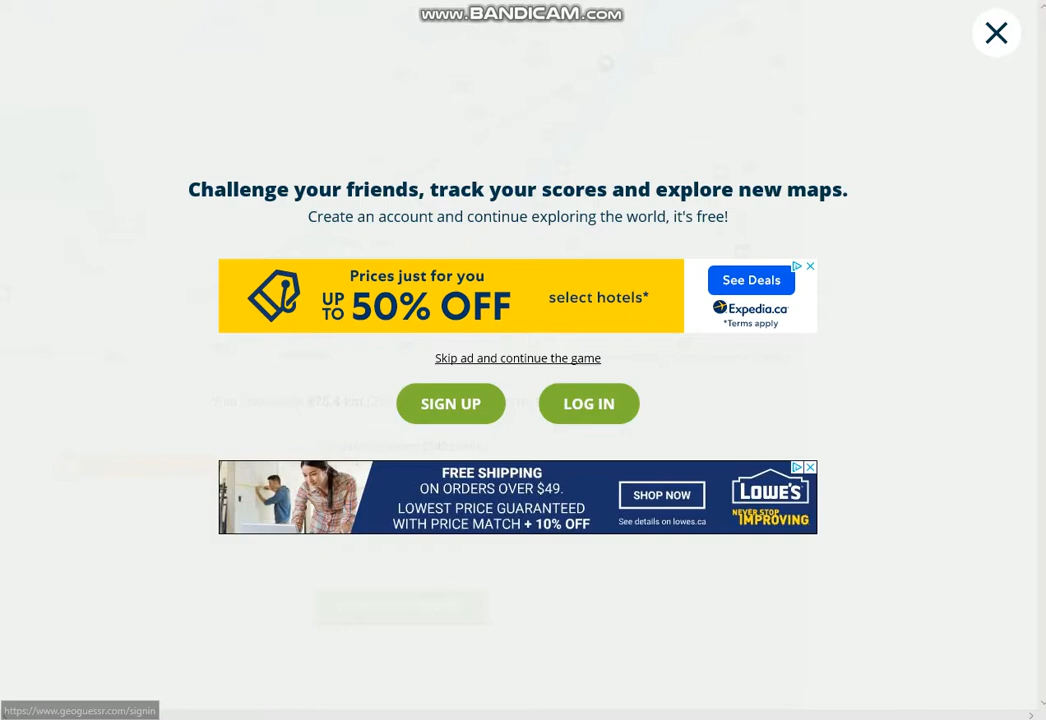 www.BANDICAM.com
Challenge your friends, track your scores and explore new maps.
Create an account and continue exploring the world, it's free!
Prices just for you
UP TO 50% OFF
select hotels*
See Deals
Expedia.ca
*Terms apply
Skip ad and continue the game
SIGN UP
LOG IN
FREE SHIPPING
ON ORDERS OVER $49.
LOWEST PRICE GUARANTEED
WITH PRICE MATCH + 10% OFF
SHOP NOW
See details on lowes.ca
LOWE'S
NEVER STOP
IMPROVING
https://www.geoguessr.com/signin